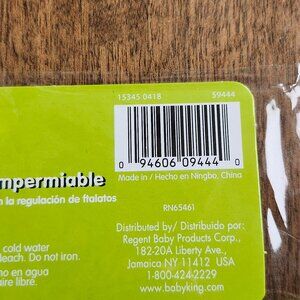 15345 0418 59444
0 94606 09444 0
Made in / Hecho en Ningbo, China
mpermiable
n la regulación de ftalatos
RN65461
Distributed by/ Distribuido por:
Regent Baby Products Corp.,
182-20A Liberty Ave.,
Jamaica NY 11412 USA
1-800-424-2229
www.babyking.com
cold water
leach. Do not iron.
no en agua
aire libre.